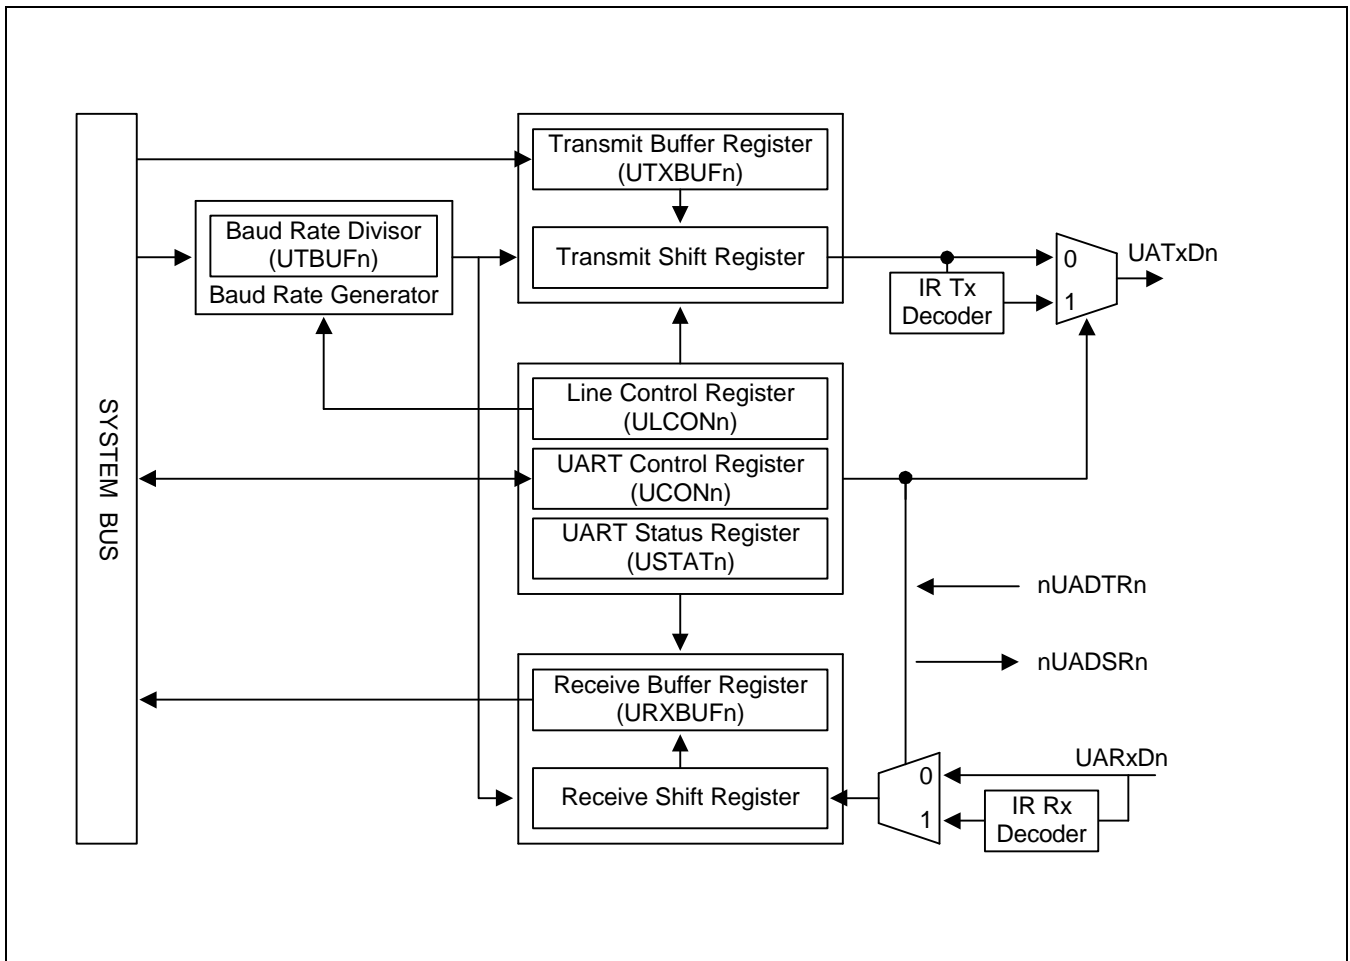 SYSTEM BUS
Transmit Buffer Register
(UTXBUFn)
Baud Rate Divisor
(UTBUFn)
Baud Rate Generator
Transmit Shift Register
IR Tx
Decoder
0
1
UATxDn
Line Control Register
(ULCONn)
UART Control Register
(UCONn)
UART Status Register
(USTATn)
nUADTRn
nUADSRn
Receive Buffer Register
(URXBUFn)
Receive Shift Register
0
1
UARxDn
IR Rx
Decoder